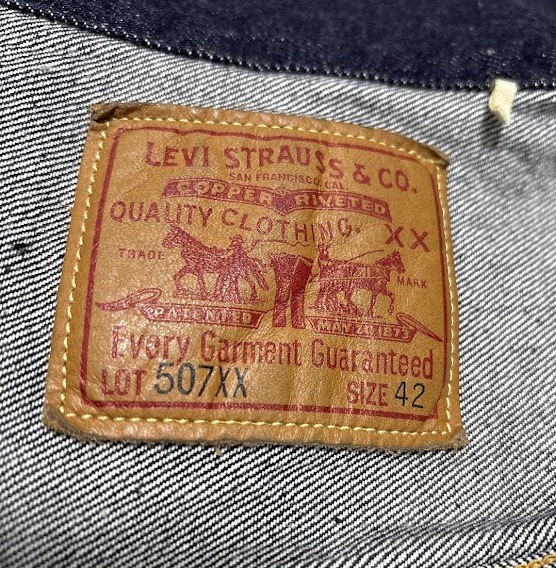 LEVI STRAUSS & CO.
SAN FRANCISCO, CAL
COPPER RIVETED
QUALITY CLOTHING. XX
TRADE MARK
PATENTED MAY 20 1873
Every Garment Guaranteed
LOT 507XX SIZE 42